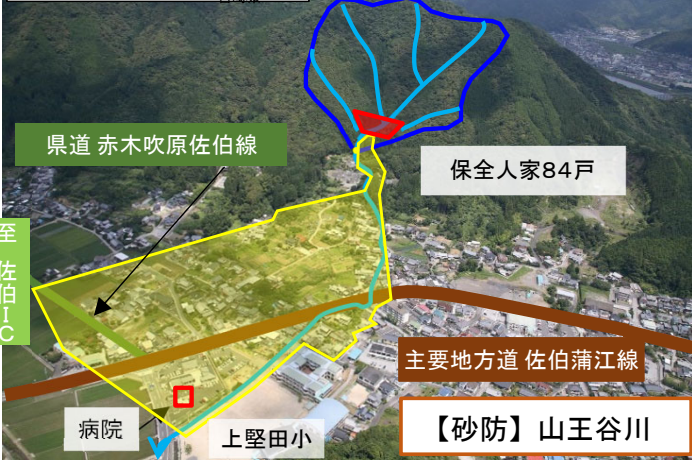 県道 赤木吹原佐伯線
保全人家84戸
至 佐伯IC
主要地方道 佐伯蒲江線
病院
上堅田小
【砂防】山王谷川